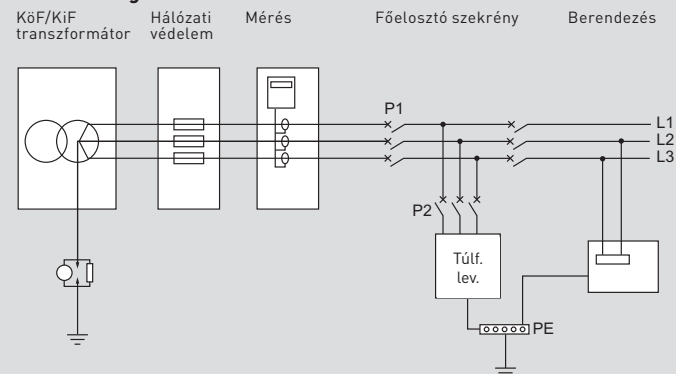 KöF/KiF
transzformátor
Hálózati
védelem
Mérés
Főelosztó szekrény
Berendezés
P1
L1
L2
L3
P2
Túlf.
lev.
PE